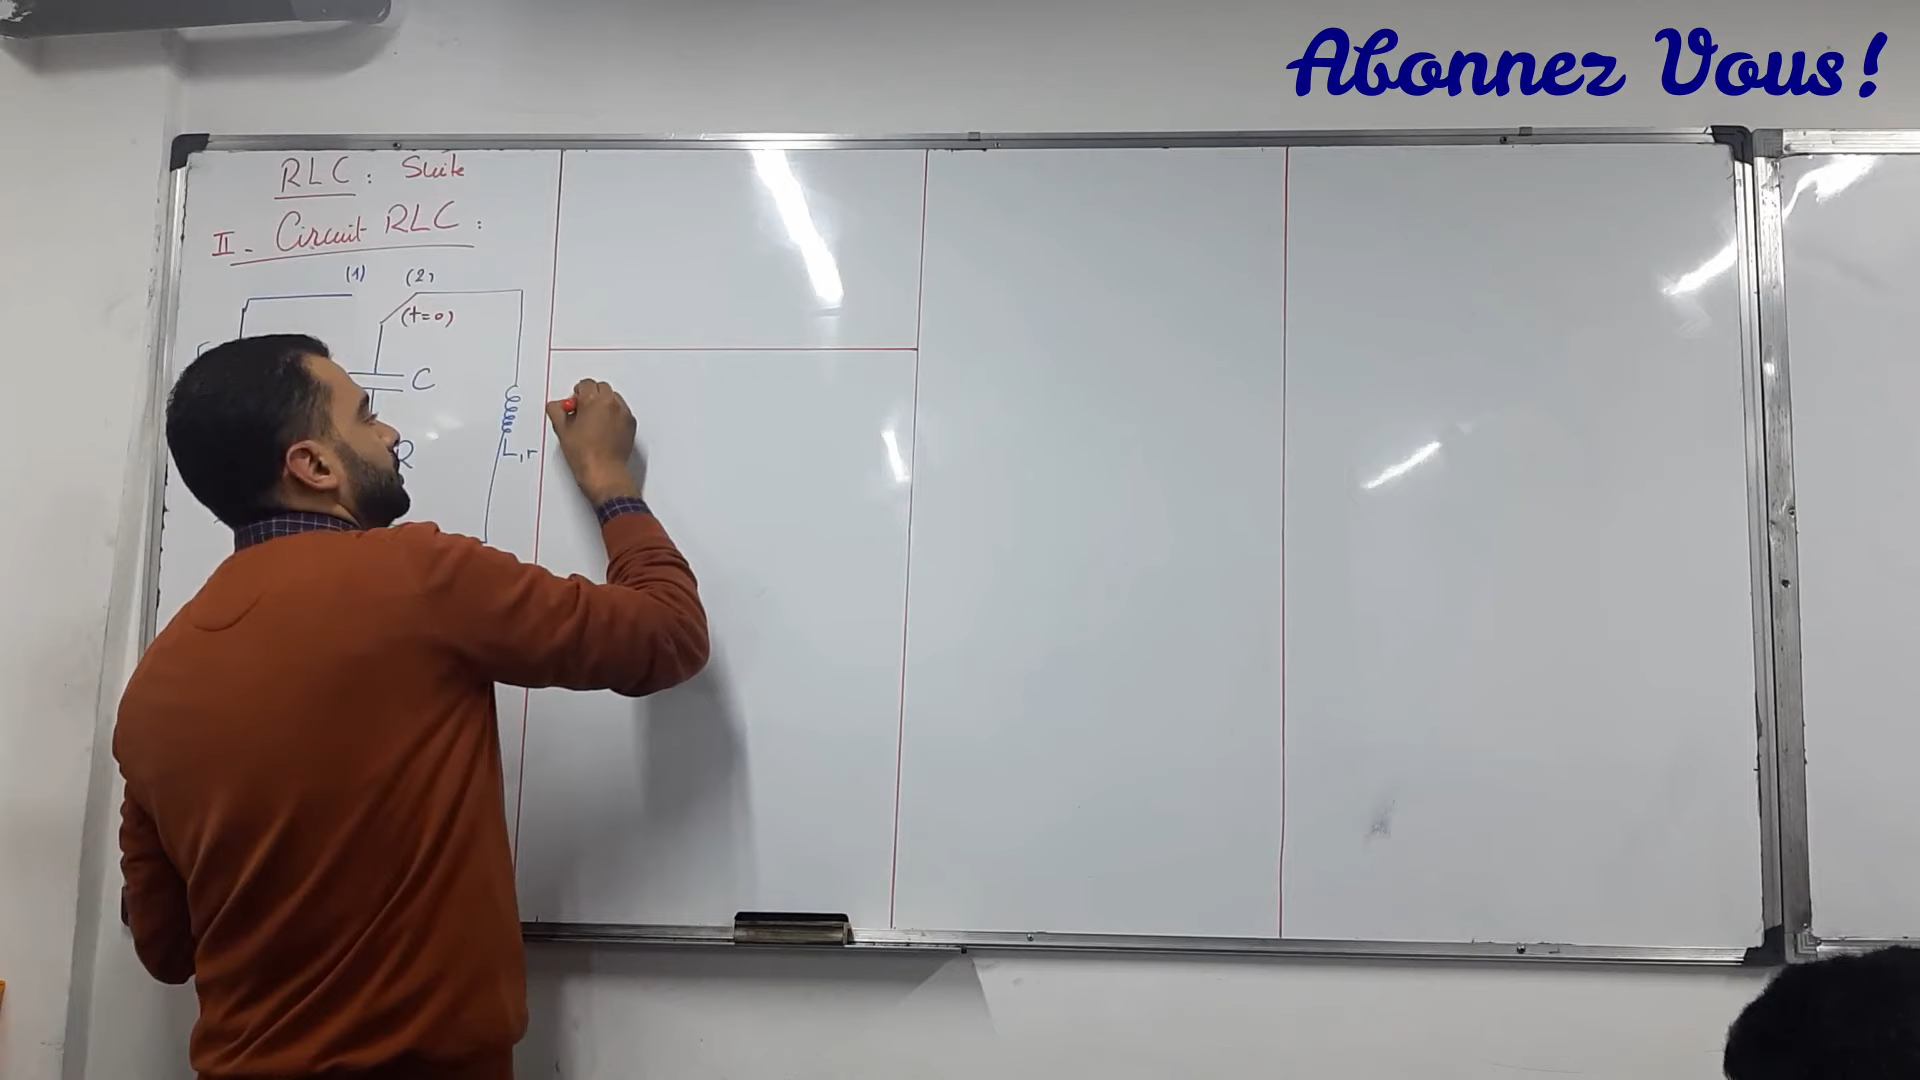 Abonnez Vous!
RLC : Suite
II - Circuit RLC :
(1) (2)
(t=0)
C
L,r
R